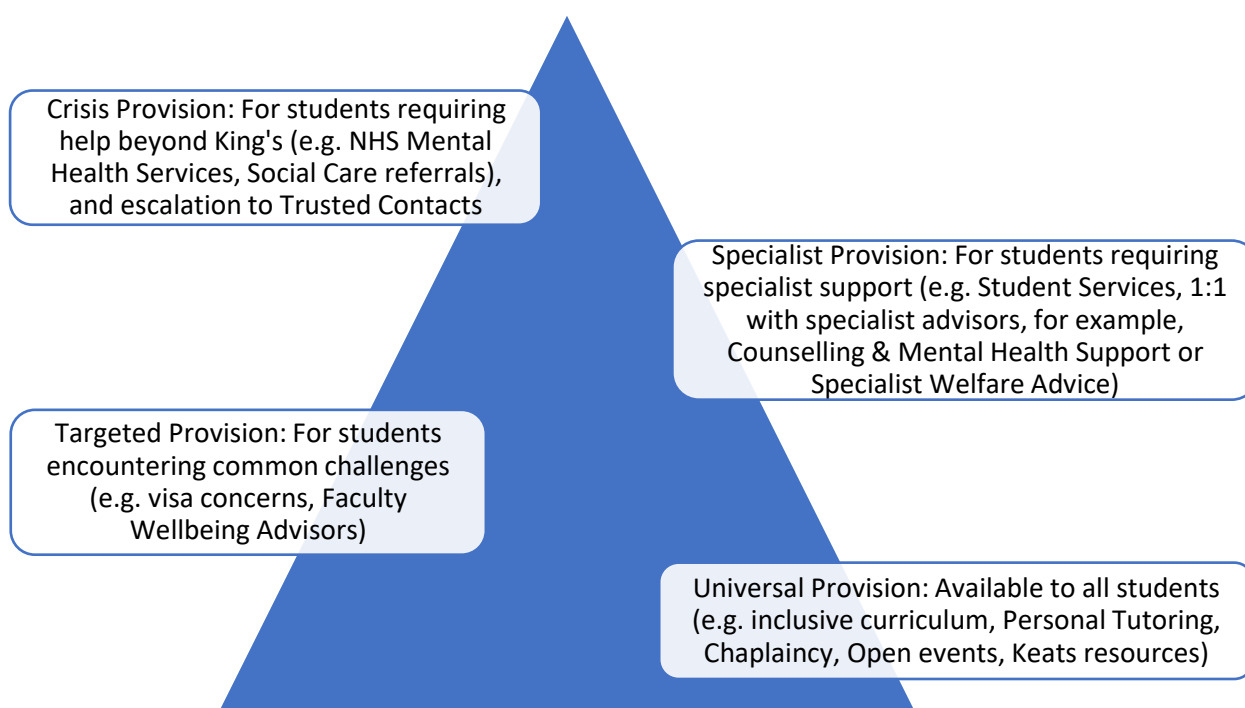 Crisis Provision: For students requiring
help beyond King's (e.g. NHS Mental
Health Services, Social Care referrals),
and escalation to Trusted Contacts
Specialist Provision: For students requiring
specialist support (e.g. Student Services, 1:1
with specialist advisors, for example,
Counselling & Mental Health Support or
Specialist Welfare Advice)
Targeted Provision: For students
encountering common challenges
(e.g. visa concerns, Faculty
Wellbeing Advisors)
Universal Provision: Available to all students
(e.g. inclusive curriculum, Personal Tutoring,
Chaplaincy, Open events, Keats resources)